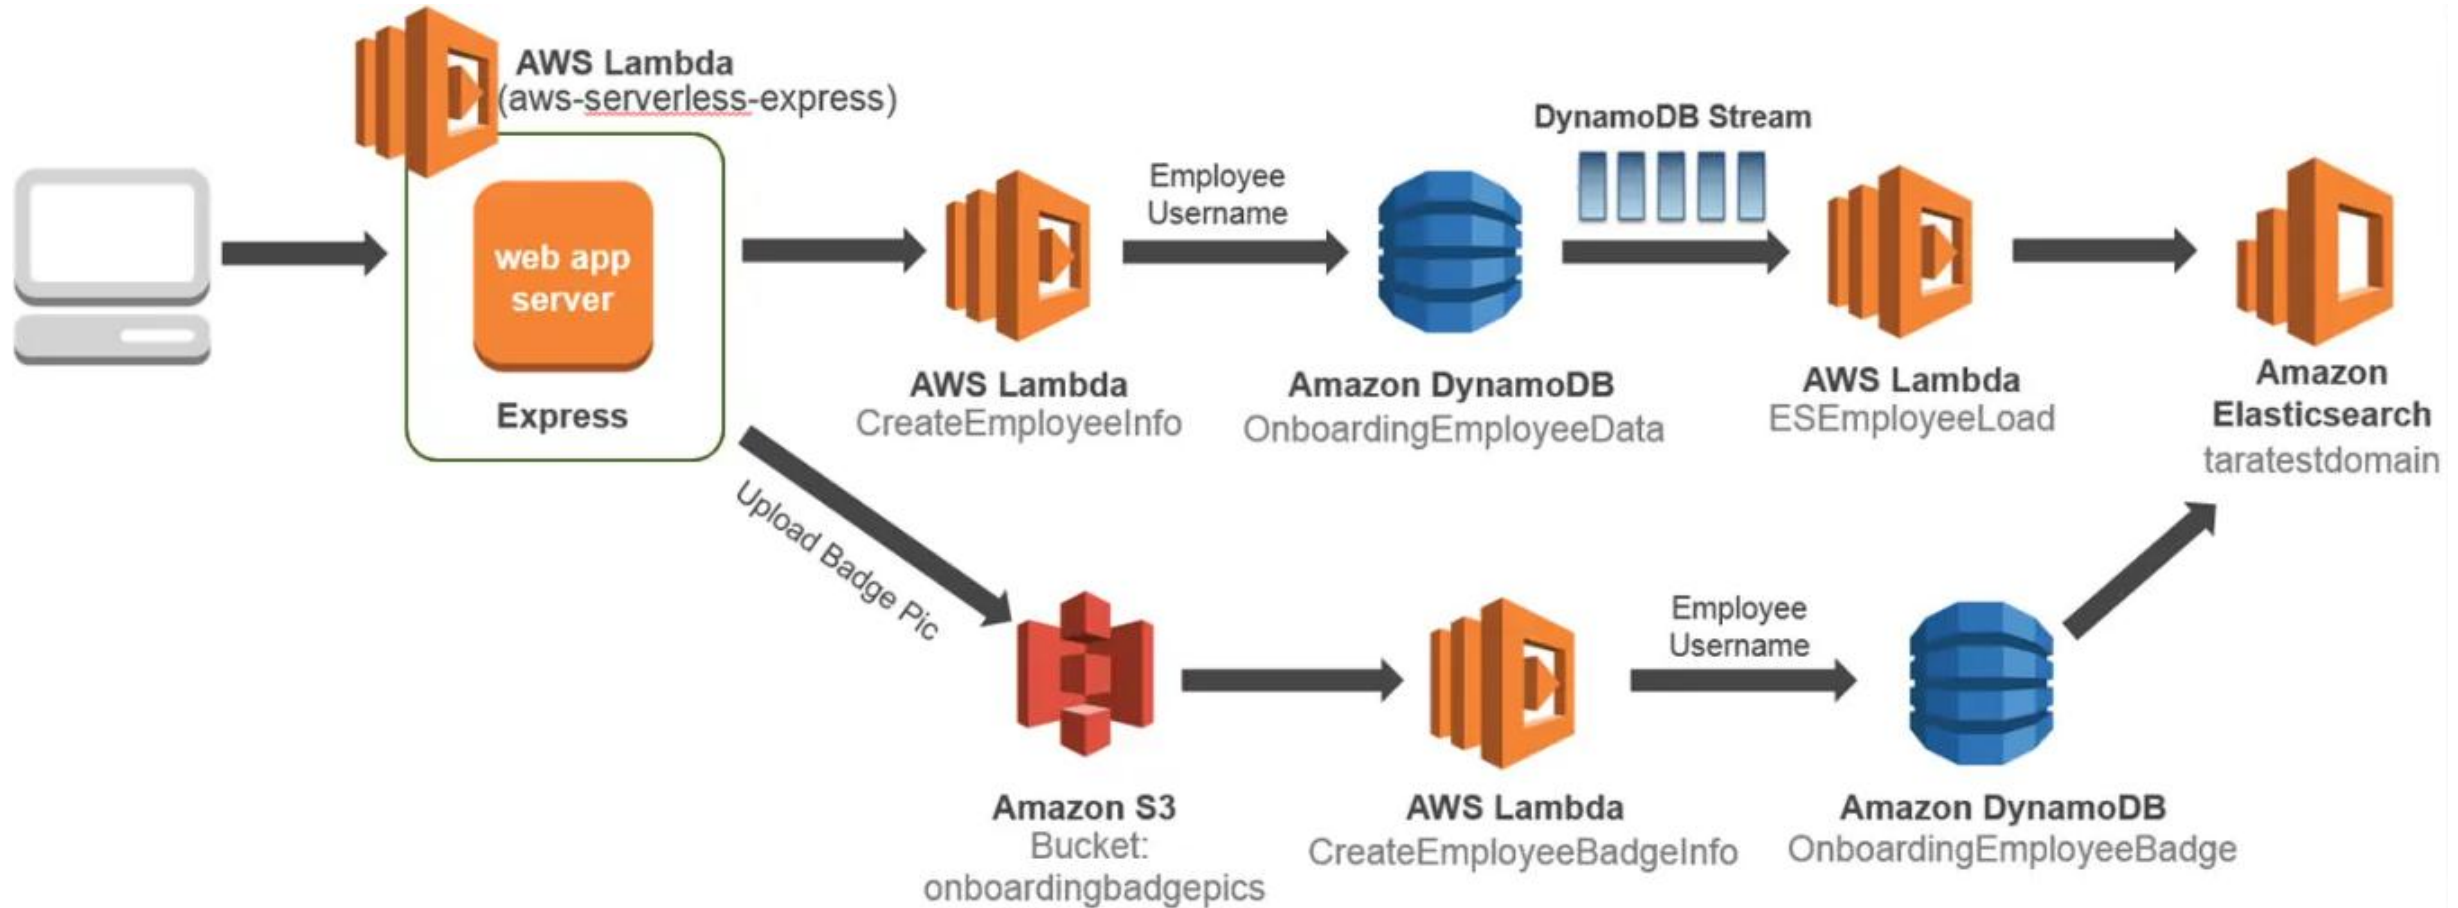 AWS Lambda
(aws-serverless-express)
web app
server
Express
AWS Lambda
CreateEmployeeInfo
Employee
Username
Amazon DynamoDB
OnboardingEmployeeData
DynamoDB Stream
AWS Lambda
ESEmployeeLoad
Amazon
Elasticsearch
taratestdomain
Upload Badge Pic
Amazon S3
Bucket:
onboardingbadgepics
AWS Lambda
CreateEmployeeBadgeInfo
Employee
Username
Amazon DynamoDB
OnboardingEmployeeBadge